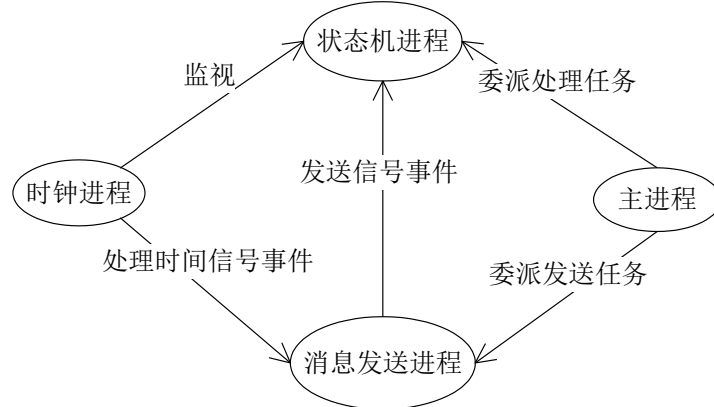 状态机进程
监视
委派处理任务
发送信号事件
时钟进程
主进程
处理时间信号事件
委派发送任务
消息发送进程